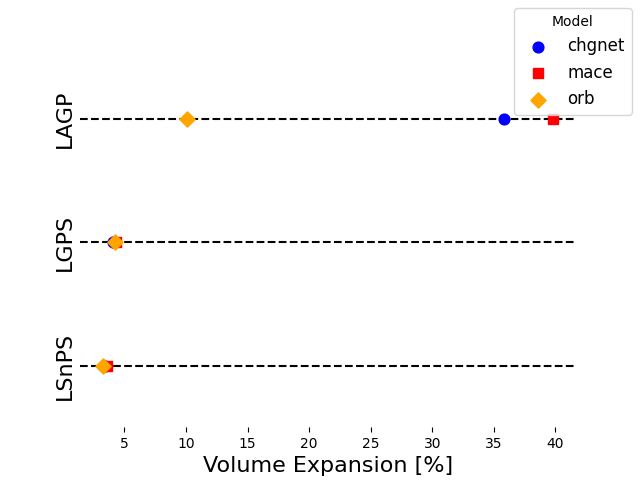 Model
chgnet
mace
orb
LAGP
LGPS
LSnPS
5 10 15 20 25 30 35 40
Volume Expansion [%]